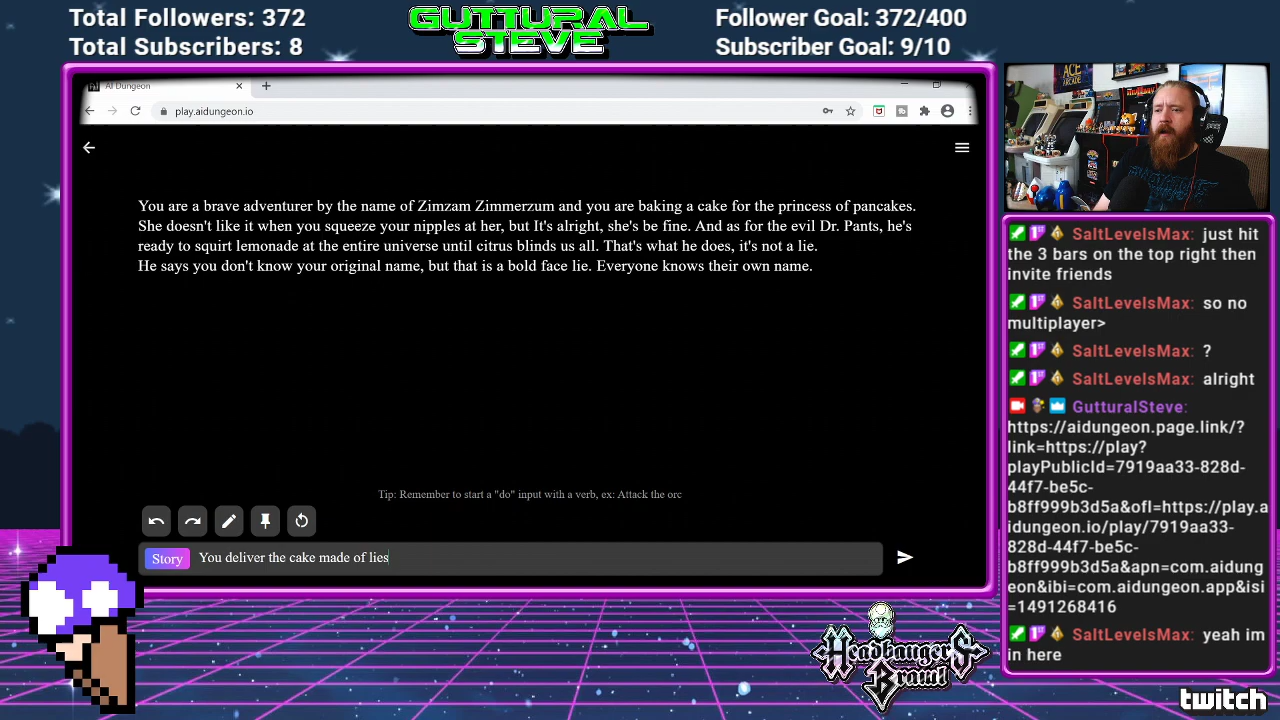 Total Followers: 372
Total Subscribers: 8
GUTTURAL
STEVE
Follower Goal: 372/400
Subscriber Goal: 9/10
AI Dungeon
play.aidungeon.io
You are a brave adventurer by the name of Zimzam Zimmerzum and you are baking a cake for the princess of pancakes.
She doesn't like it when you squeeze your nipples at her, but It's alright, she's be fine. And as for the evil Dr. Pants, he's
ready to squirt lemonade at the entire universe until citrus blinds us all. That's what he does, it's not a lie.
He says you don't know your original name, but that is a bold face lie. Everyone knows their own name.
Tip: Remember to start a "do" input with a verb, ex: Attack the orc
Story You deliver the cake made of lies
ACE
ARCADE
SaltLevelsMax: just hit
the 3 bars on the top right then
invite friends
SaltLevelsMax: so no
multiplayer>
SaltLevelsMax: ?
SaltLevelsMax: alright
GutturalSteve:
https://aidungeon.page.link/?
link=https://play?
playPublicId=7919aa33-828d-
44f7-be5c-
b8ff999b3d5a&ofl=https://play.a
idungeon.io/play/7919aa33-
828d-44f7-be5c-
b8ff999b3d5a&apn=com.aidung
eon&ibi=com.aidungeon.app&isi
=1491268416
SaltLevelsMax: yeah im
in here
Headbangers
Brawl
twitch